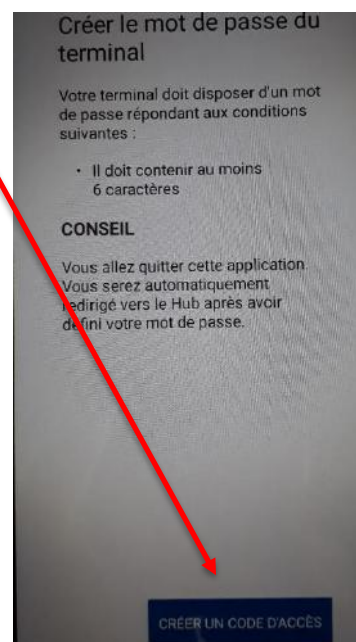 Créer le mot de passe du
terminal
Votre terminal doit disposer d'un mot
de passe répondant aux conditions
suivantes :
• Il doit contenir au moins
6 caractères
CONSEIL
Vous allez quitter cette application.
Vous serez automatiquement
redirigé vers le Hub après avoir
défini votre mot de passe.
CRÉER UN CODE D'ACCÈS